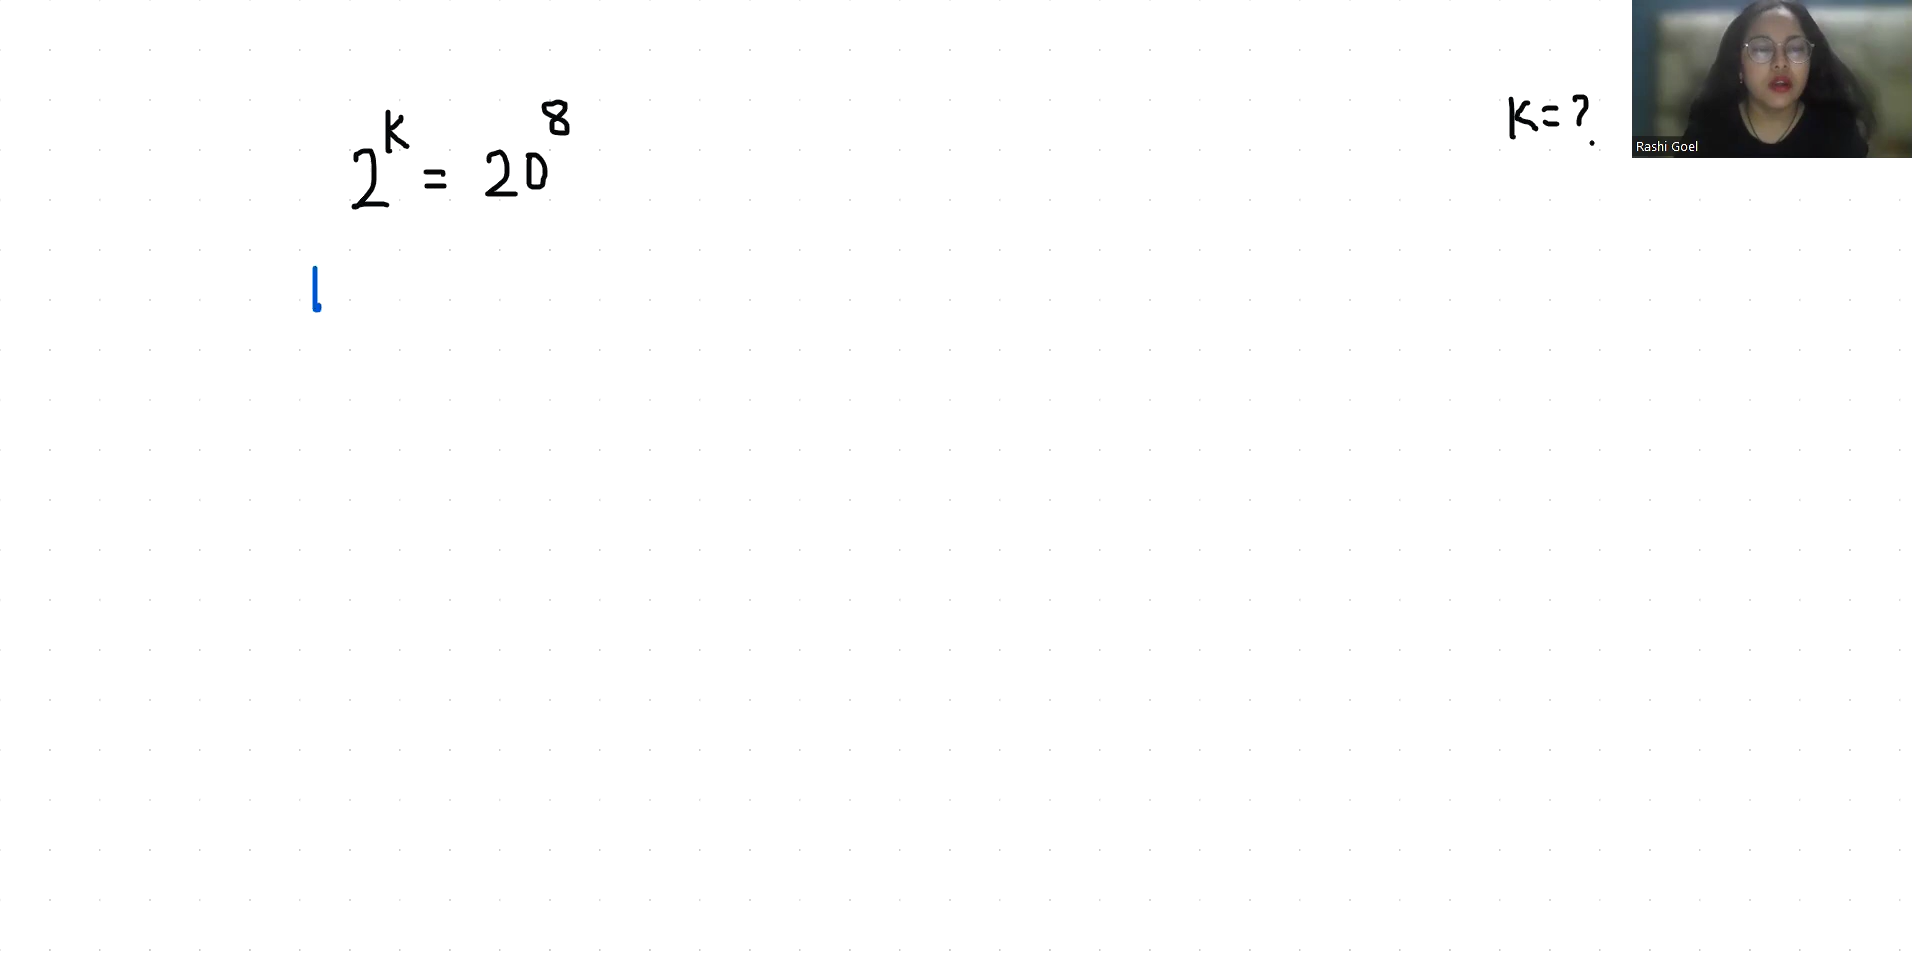 2^k = 20^8
k = ?
Rashi Goel